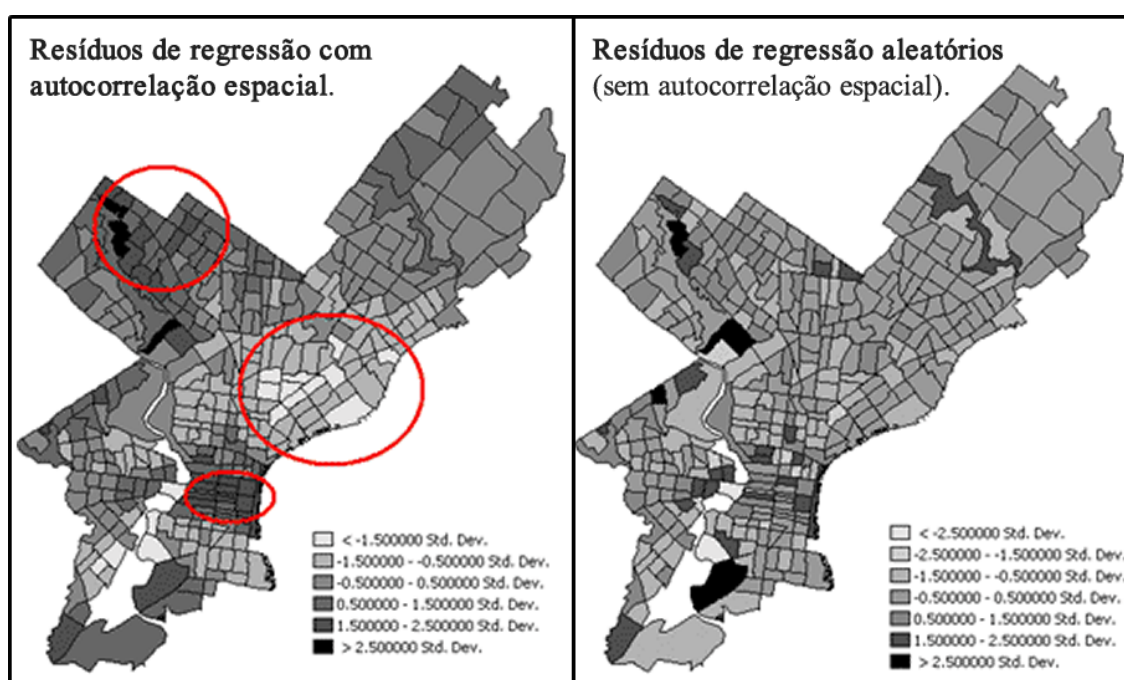 Resíduos de regressão com
autocorrelação espacial.
< -1.500000 Std. Dev.
-1.500000 - -0.500000 Std. Dev.
-0.500000 - 0.500000 Std. Dev.
0.500000 - 1.500000 Std. Dev.
1.500000 - 2.500000 Std. Dev.
> 2.500000 Std. Dev.
Resíduos de regressão aleatórios
(sem autocorrelação espacial).
< -2.500000 Std. Dev.
-2.500000 - -1.500000 Std. Dev.
-1.500000 - -0.500000 Std. Dev.
-0.500000 - 0.500000 Std. Dev.
0.500000 - 1.500000 Std. Dev.
1.500000 - 2.500000 Std. Dev.
> 2.500000 Std. Dev.